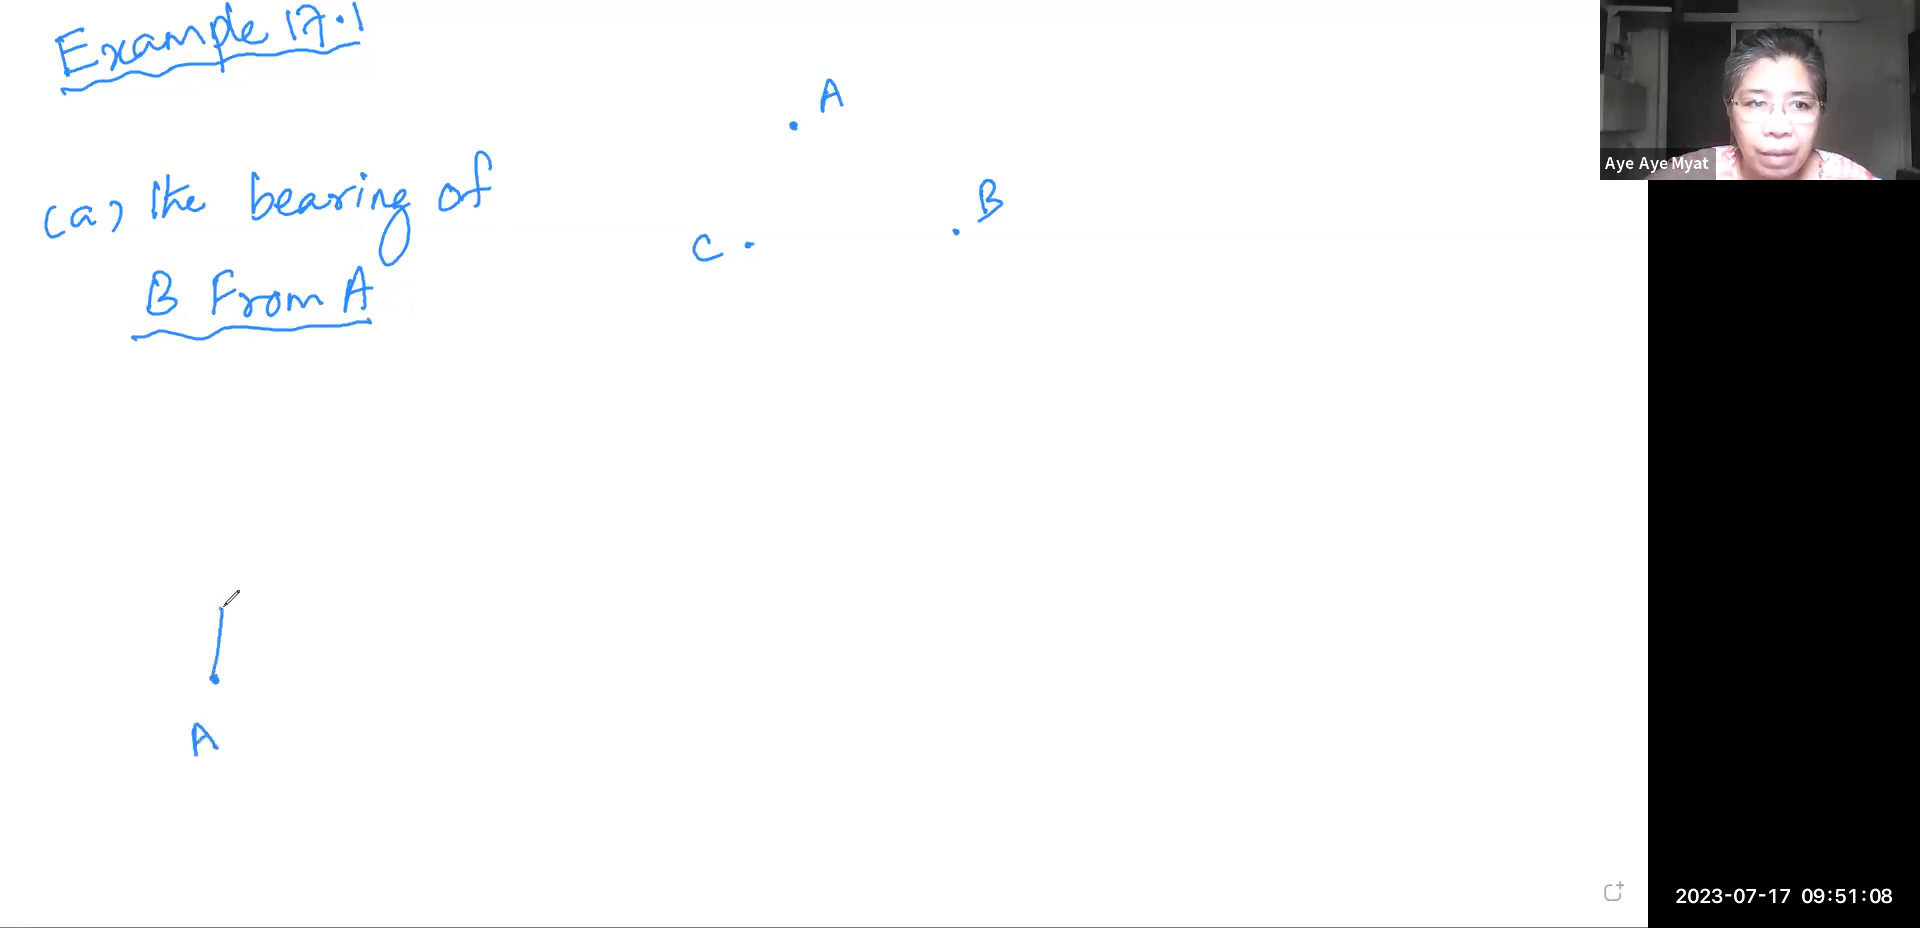 Example 17.1
A
Aye Aye Myat
(a) the bearing of
B
C
B From A
A
2023-07-17 09:51:08